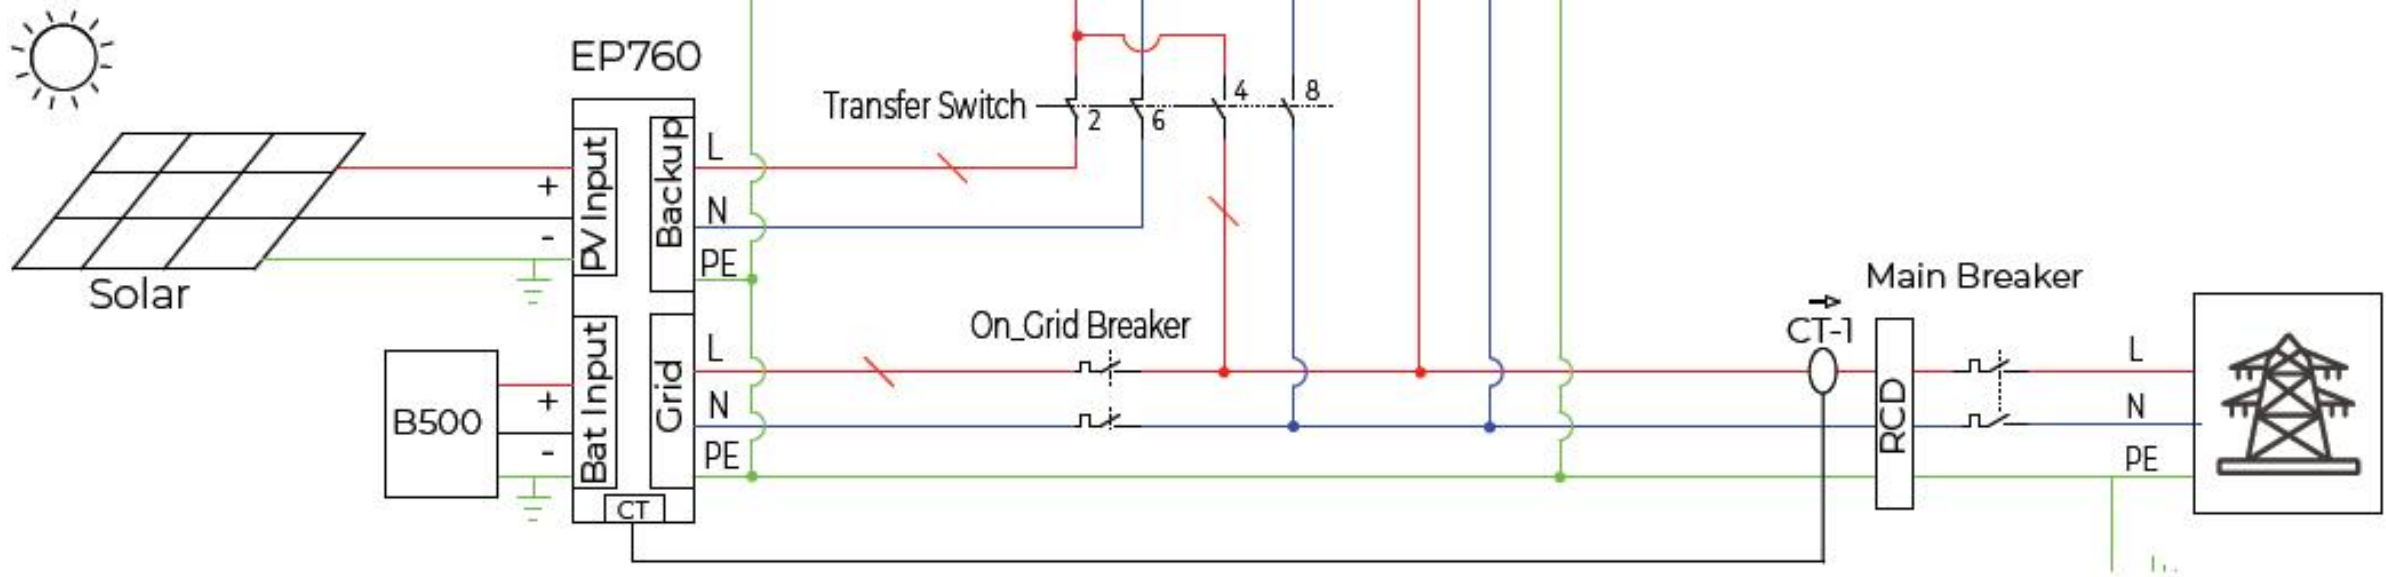 EP760
Transfer Switch
2
6
4
8
PV Input
+
-
Backup
L
N
PE
Solar
Bat Input
+
-
Grid
L
N
PE
On_Grid Breaker
B500
CT
CT-1
Main Breaker
RCD
L
N
PE